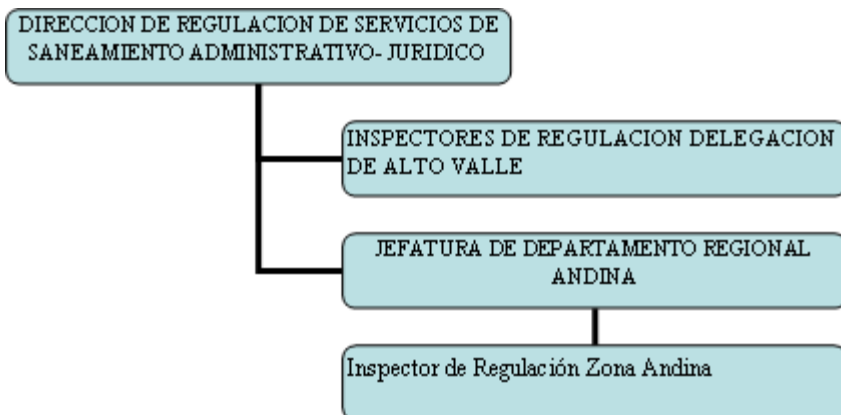 DIRECCION DE REGULACION DE SERVICIOS DE
SANEAMIENTO ADMINISTRATIVO- JURIDICO
INSPECTORES DE REGULACION DELEGACION
DE ALTO VALLE
JEFATURA DE DEPARTAMENTO REGIONAL
ANDINA
Inspector de Regulación Zona Andina